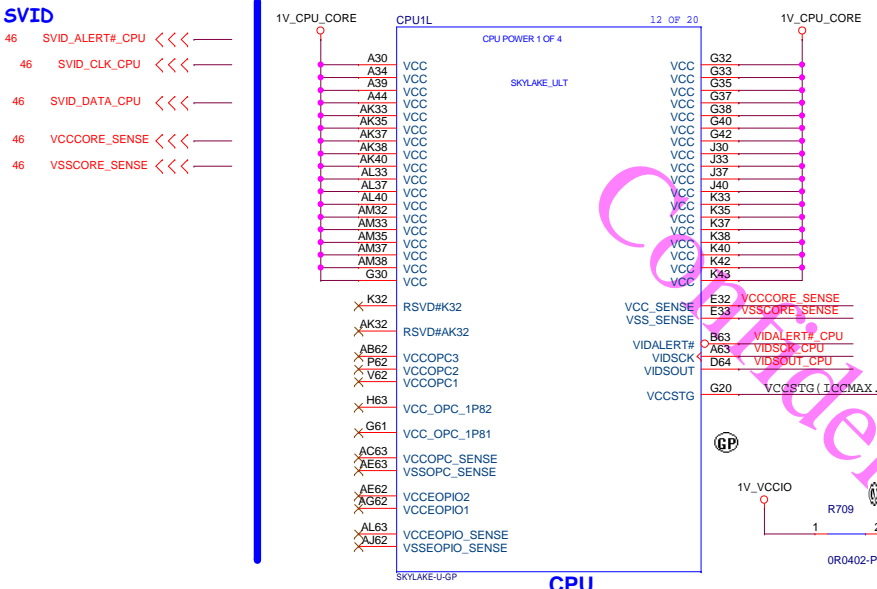 SVID
46 SVID_ALERT#_CPU
46 SVID_CLK_CPU
46 SVID_DATA_CPU
46 VCCCORE_SENSE
46 VSSCORE_SENSE
1V_CPU_CORE CPU1L 12 OF 20 1V_CPU_CORE
CPU POWER 1 OF 4
SKYLAKE_ULT
A30 VCC VCC G32
A34 VCC VCC G33
A39 VCC VCC G35
A44 VCC VCC G37
AK33 VCC VCC G38
AK35 VCC VCC G40
AK37 VCC VCC G42
AK38 VCC VCC J30
AK40 VCC VCC J33
AL33 VCC VCC J37
AL37 VCC VCC J40
AL40 VCC VCC K33
AM32 VCC VCC K35
AM33 VCC VCC K37
AM35 VCC VCC K38
AM37 VCC VCC K40
AM38 VCC VCC K42
G30 VCC VCC K43
K32 RSVD#K32 VCC_SENSE E32 VCCCORE_SENSE
VSS_SENSE E33 VSSCORE_SENSE
AK32 RSVD#AK32
VIDALERT# B63 VIDALERT#_CPU
AB62 VCCOPC3 VIDSCK A63 VIDSCK_CPU
P62 VCCOPC2 VIDSOUT D64 VIDSOUT_CPU
V62 VCCOPC1
VCCSTG G20 VCCSTG(ICCMAX.
H63 VCC_OPC_1P82
G61 VCC_OPC_1P81
GP
AC63 VCCOPC_SENSE
AE63 VSSOPC_SENSE
AE62 VCCEOPIO2
AG62 VCCEOPIO1
1V_VCCIO
R709
AL63 VCCEOPIO_SENSE
AJ62 VSSEOPIO_SENSE
1 2
0R0402-P
SKYLAKE-U-GP
CPU
Confide